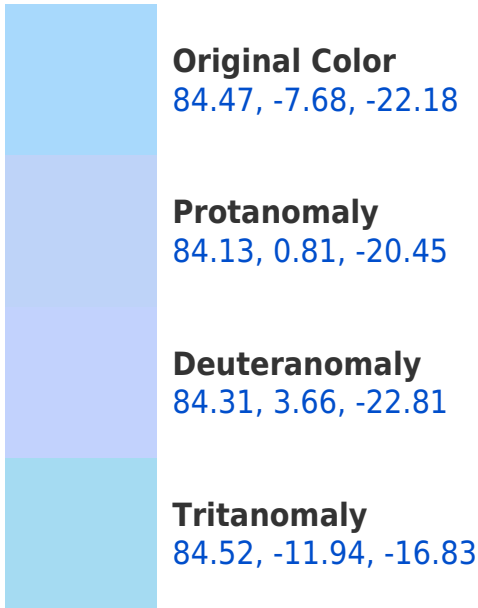 Original Color
84.47, -7.68, -22.18
Protanomaly
84.13, 0.81, -20.45
Deuteranomaly
84.31, 3.66, -22.81
Tritanomaly
84.52, -11.94, -16.83